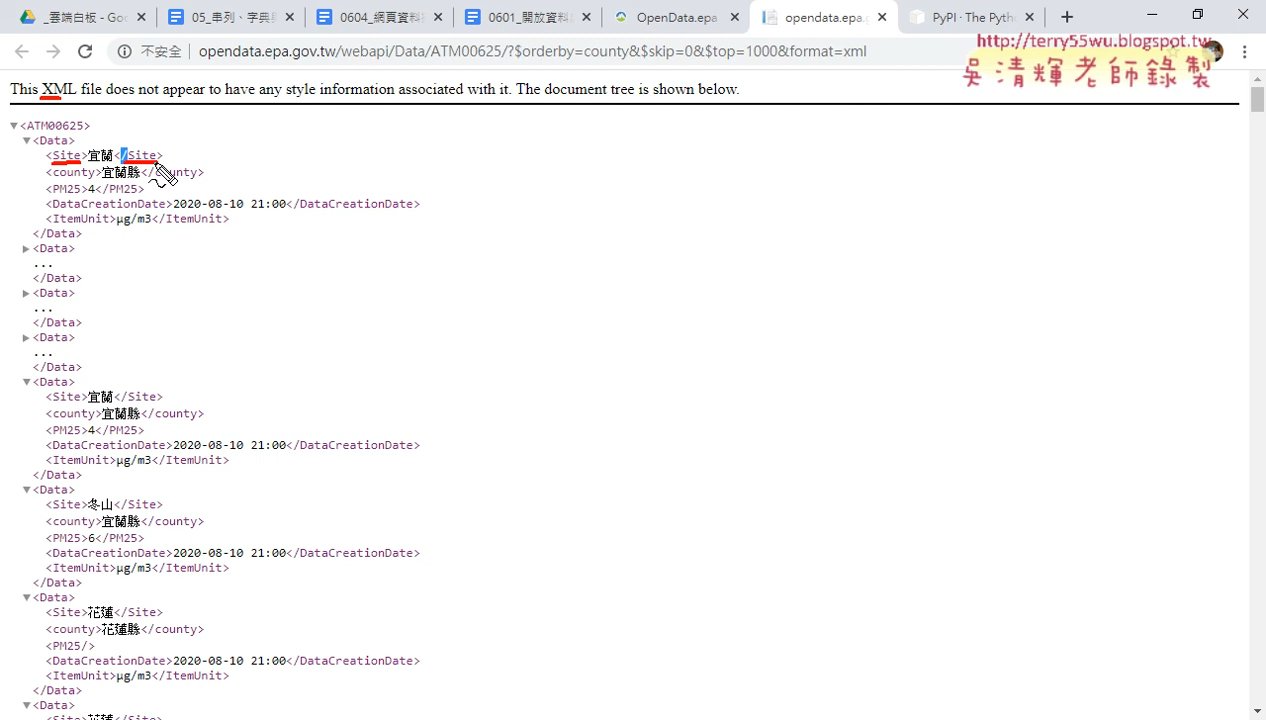 _雲端白板 - Goo
05_串列、字典
0604_網頁資料
0601_開放資料
OpenData.epa
opendata.epa.g
PyPI · The Pyth
不安全
opendata.epa.gov.tw/webapi/Data/ATM00625/?$orderby=county&$skip=0&$top=1000&format=xml
http://terry55wu.blogspot.tw
吳清輝老師錄製
This XML file does not appear to have any style information associated with it. The document tree is shown below.
▼<ATM00625>
▼<Data>
<Site>宜蘭</Site>
<county>宜蘭縣</county>
<PM25>4</PM25>
<DataCreationDate>2020-08-10 21:00</DataCreationDate>
<ItemUnit>μg/m3</ItemUnit>
</Data>
▶<Data>
...
</Data>
▶<Data>
...
</Data>
▶<Data>
...
</Data>
▼<Data>
<Site>宜蘭</Site>
<county>宜蘭縣</county>
<PM25>4</PM25>
<DataCreationDate>2020-08-10 21:00</DataCreationDate>
<ItemUnit>μg/m3</ItemUnit>
</Data>
▼<Data>
<Site>冬山</Site>
<county>宜蘭縣</county>
<PM25>6</PM25>
<DataCreationDate>2020-08-10 21:00</DataCreationDate>
<ItemUnit>μg/m3</ItemUnit>
</Data>
▼<Data>
<Site>花蓮</Site>
<county>花蓮縣</county>
<PM25/>
<DataCreationDate>2020-08-10 21:00</DataCreationDate>
<ItemUnit>μg/m3</ItemUnit>
</Data>
▼<Data>
<Site>花蓮</Site>